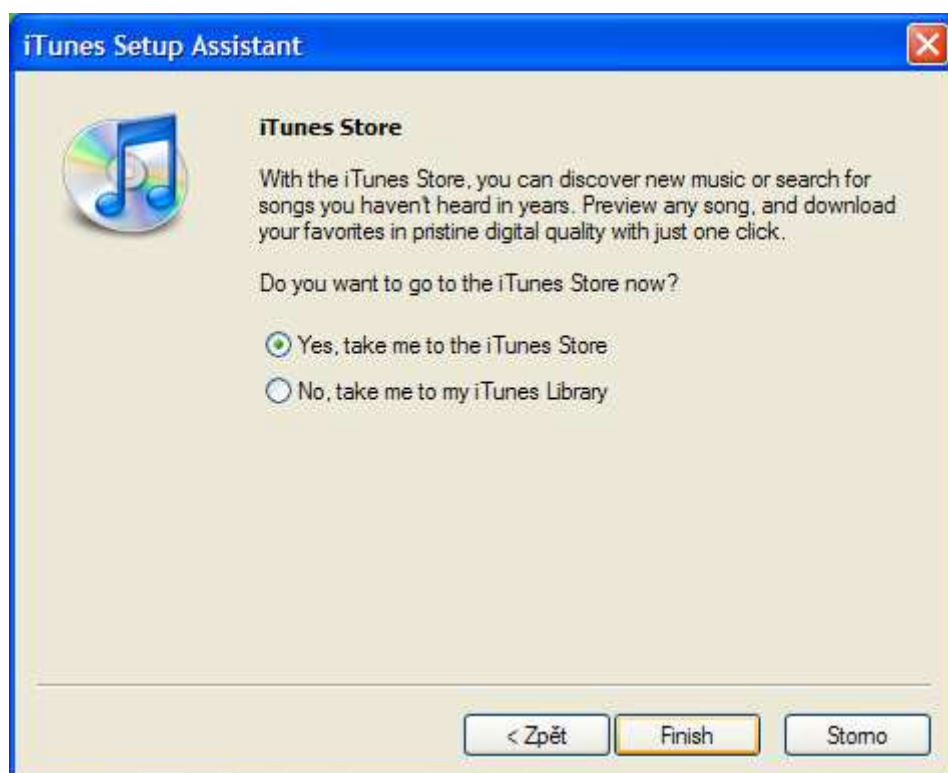 iTunes Setup Assistant
iTunes Store
With the iTunes Store, you can discover new music or search for
songs you haven't heard in years. Preview any song, and download
your favorites in pristine digital quality with just one click.
Do you want to go to the iTunes Store now?
Yes, take me to the iTunes Store
No, take me to my iTunes Library
< Zpět
Finish
Storno